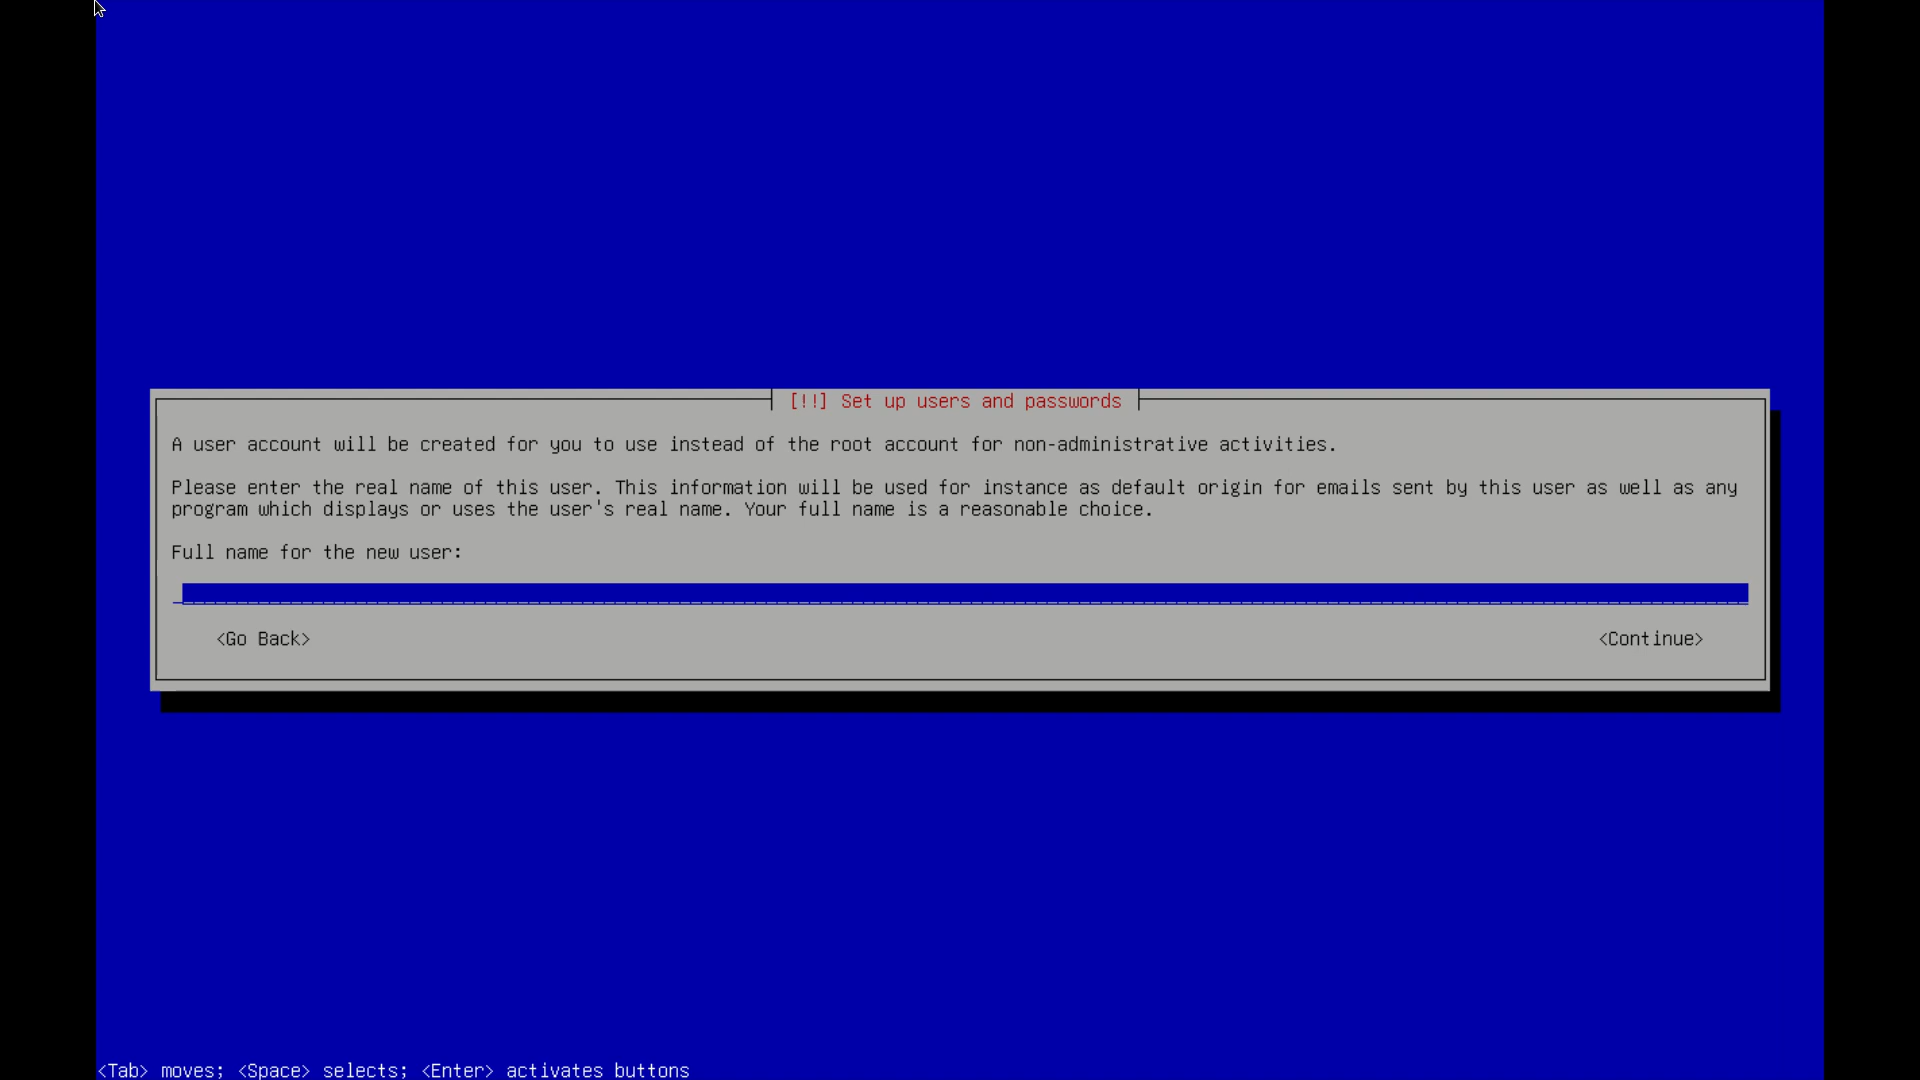 [!!] Set up users and passwords
A user account will be created for you to use instead of the root account for non-administrative activities.
Please enter the real name of this user. This information will be used for instance as default origin for emails sent by this user as well as any
program which displays or uses the user's real name. Your full name is a reasonable choice.
Full name for the new user:
<Go Back> <Continue>
<Tab> moves; <Space> selects; <Enter> activates buttons